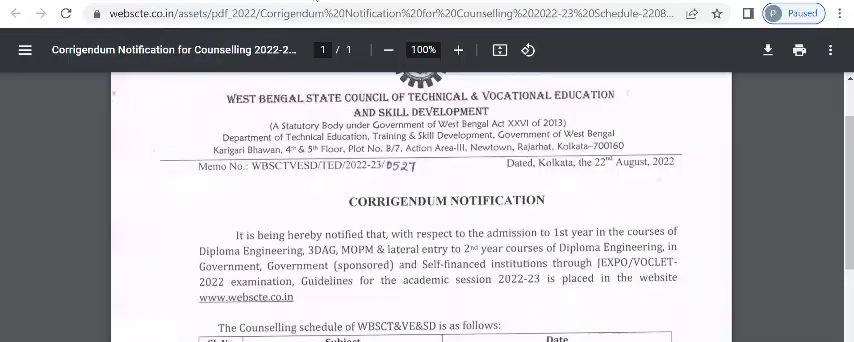 webscte.co.in/assets/pdf_2022/Corrigendum%20Notification%20for%20Counselling%202022-23%20Schedule-2208...
Paused
Corrigendum Notification for Counselling 2022-2...
1 / 1
100%
WEST BENGAL STATE COUNCIL OF TECHNICAL & VOCATIONAL EDUCATION
AND SKILL DEVELOPMENT
(A Statutory Body under Government of West Bengal Act XXVI of 2013)
Department of Technical Education, Training & Skill Development, Government of West Bengal
Karigari Bhawan, 4th & 5th Floor, Plot No. B/7, Action Area-III, Newtown, Rajarhat, Kolkata-700160
Memo No.: WBSCTVESD/TED/2022-23/0527 Dated, Kolkata, the 22nd August, 2022
CORRIGENDUM NOTIFICATION
It is being hereby notified that, with respect to the admission to 1st year in the courses of
Diploma Engineering, 3DAG, MOPM & lateral entry to 2nd year courses of Diploma Engineering, in
Government, Government (sponsored) and Self-financed institutions through JEXPO/VOCLET-
2022 examination, Guidelines for the academic session 2022-23 is placed in the website
www.webscte.co.in
The Counselling schedule of WBSCT&VE&SD is as follows:
Sl.No Subject Date